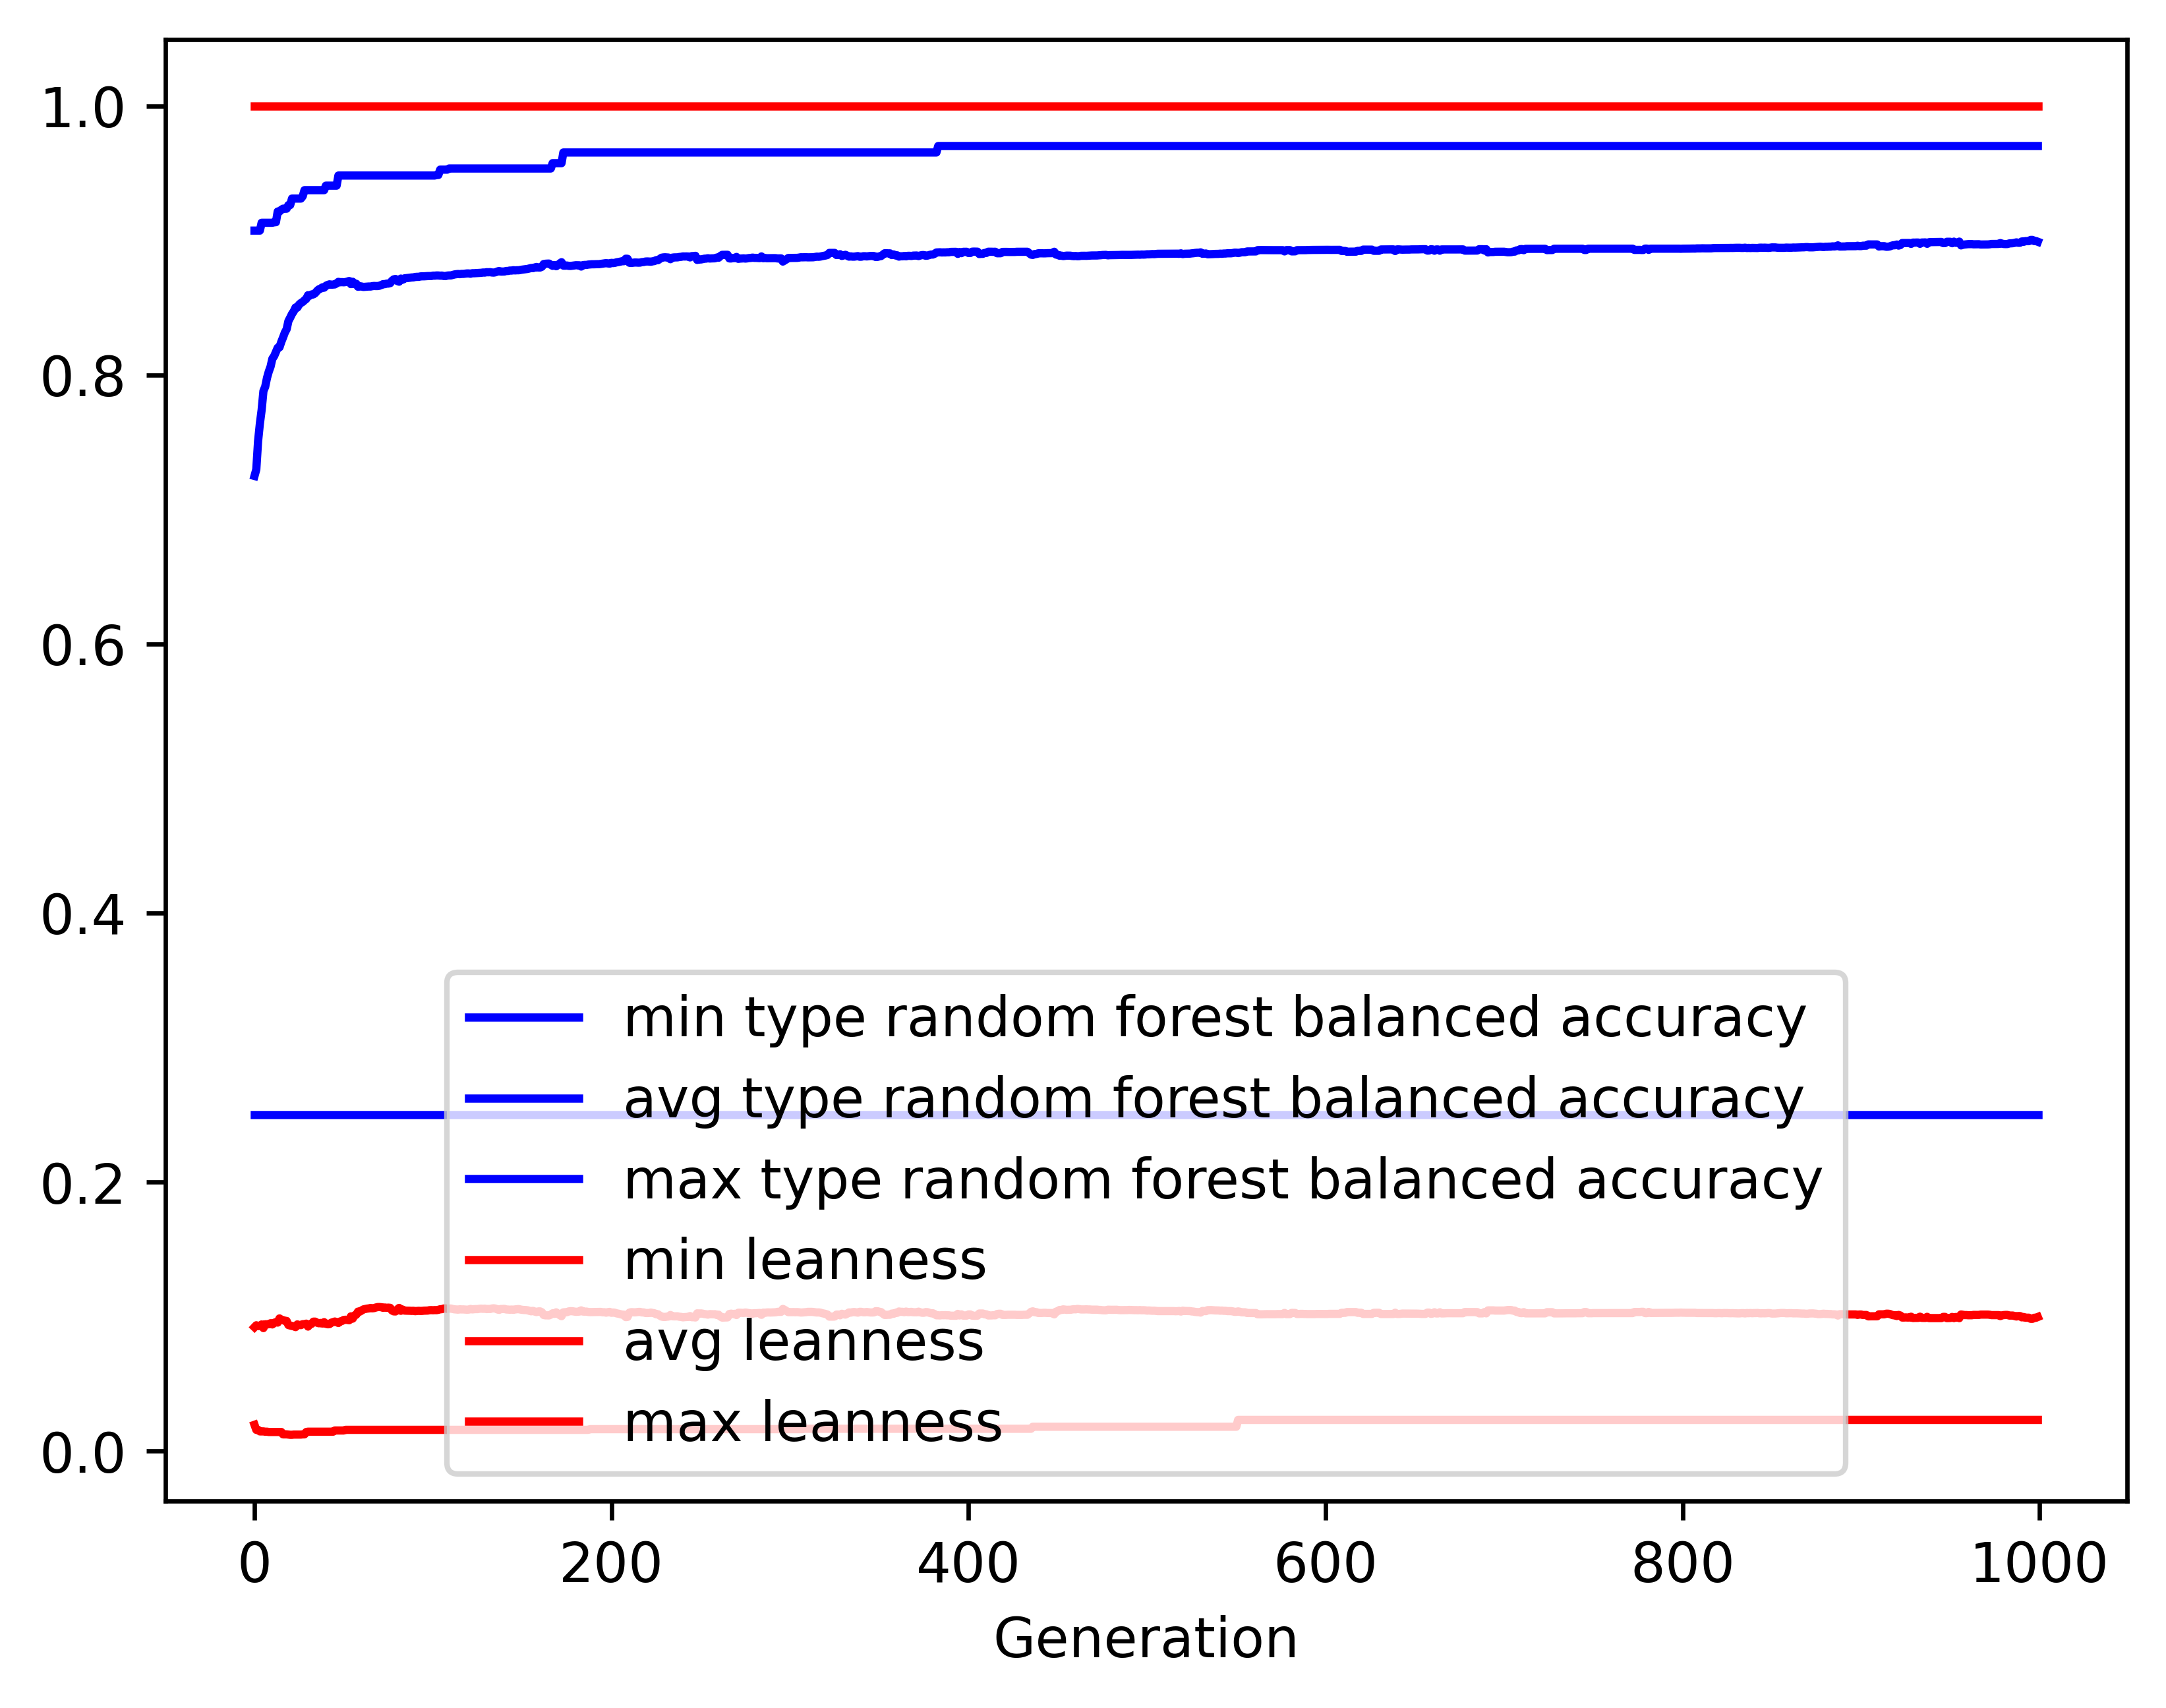 1.0
0.8
0.6
0.4
0.2
0.0
min type random forest balanced accuracy
avg type random forest balanced accuracy
max type random forest balanced accuracy
min leanness
avg leanness
max leanness
0 200 400 600 800 1000
Generation